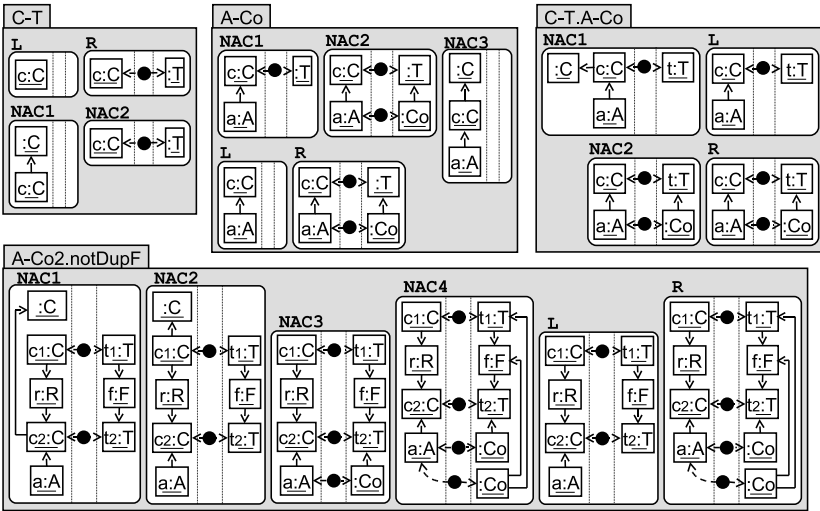 C-T
L
c:C
R
c:C :T
NAC1
:C
c:C
NAC2
c:C :T
A-Co
NAC1
c:C :T
a:A
NAC2
c:C :T
a:A :Co
NAC3
:C
c:C
a:A
L
c:C
a:A
R
c:C :T
a:A :Co
C-T.A-Co
NAC1
:C c:C t:T
a:A
L
c:C t:T
a:A
NAC2
c:C t:T
a:A :Co
R
c:C t:T
a:A :Co
A-Co2.notDupF
NAC1
:C
c1:C t1:T
r:R f:F
c2:C t2:T
a:A
NAC2
:C
c1:C t1:T
r:R f:F
c2:C t2:T
a:A
NAC3
c1:C t1:T
r:R f:F
c2:C t2:T
a:A :Co
NAC4
c1:C t1:T
r:R f:F
c2:C t2:T
a:A :Co
:Co
L
c1:C t1:T
r:R f:F
c2:C t2:T
a:A
R
c1:C t1:T
r:R f:F
c2:C t2:T
a:A :Co
:Co